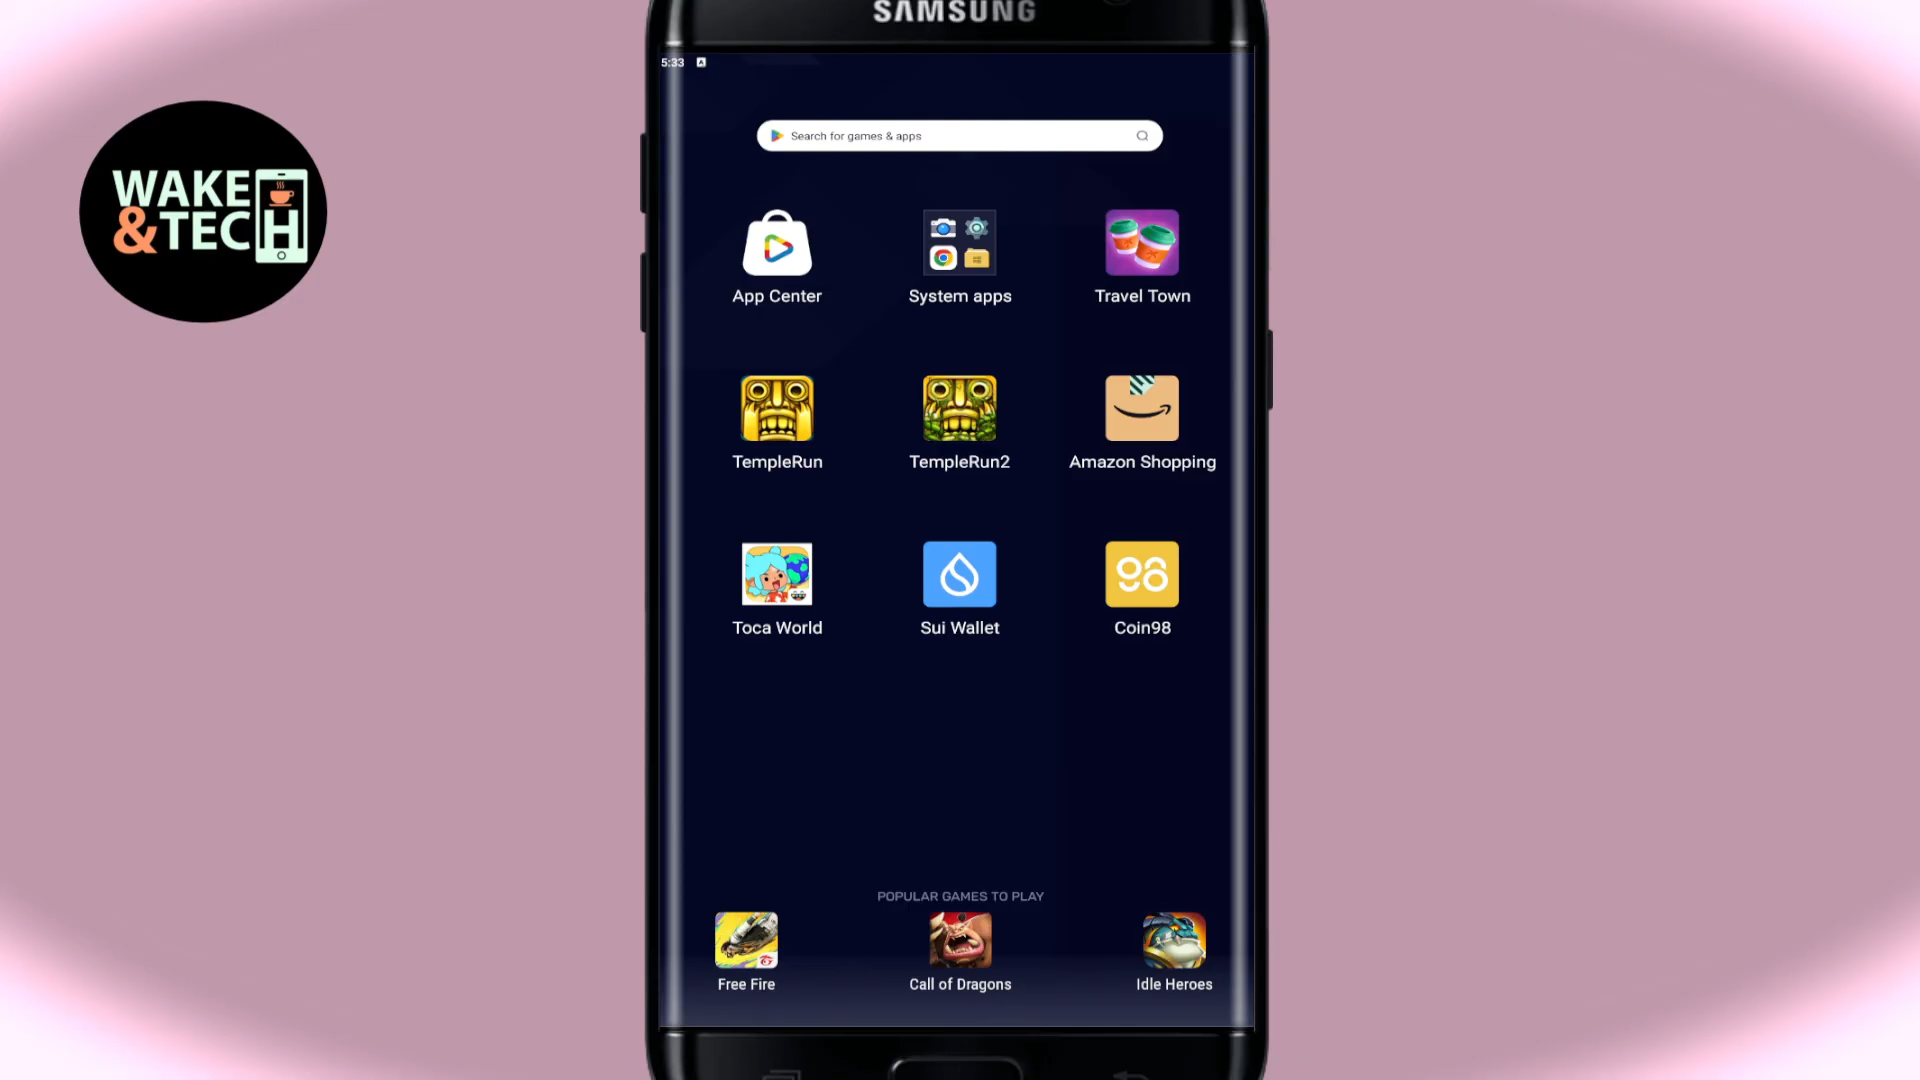 SAMSUNG
5:33
WAKE
&TECH
Search for games & apps
App Center
System apps
Travel Town
TempleRun
TempleRun2
Amazon Shopping
Toca World
Sui Wallet
98
Coin98
POPULAR GAMES TO PLAY
Free Fire
Call of Dragons
Idle Heroes